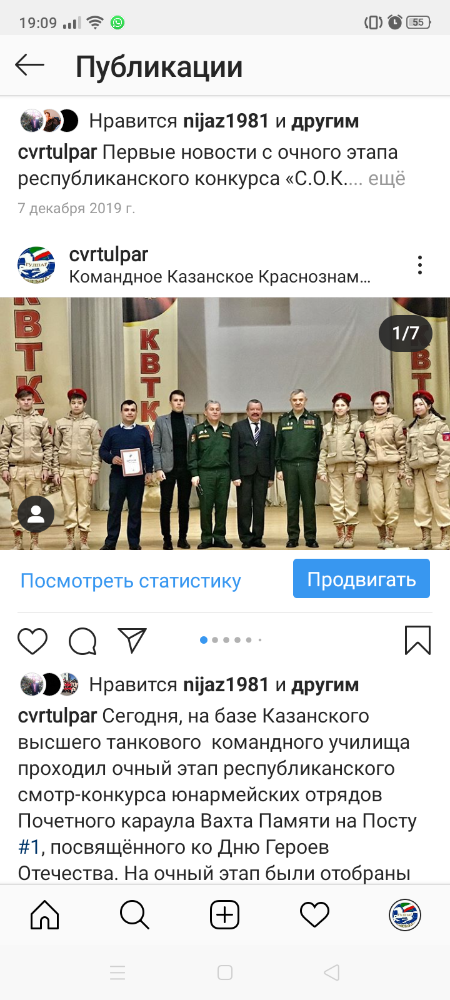 19:09
55
Публикации
Нравится nijaz1981 и другим
cvrtulpar Первые новости с очного этапа
республиканского конкурса «С.О.К.... ещё
7 декабря 2019 г.
cvrtulpar
Командное Казанское Краснознам...
ТУЛПАР
1/7
КВТК
КВТК
ВТ
Посмотреть статистику
Продвигать
Нравится nijaz1981 и другим
cvrtulpar Сегодня, на базе Казанского
высшего танкового  командного училища
проходил очный этап республиканского
смотр-конкурса юнармейских отрядов
Почетного караула Вахта Памяти на Посту
#1, посвящённого ко Дню Героев
Отечества. На очный этап были отобраны